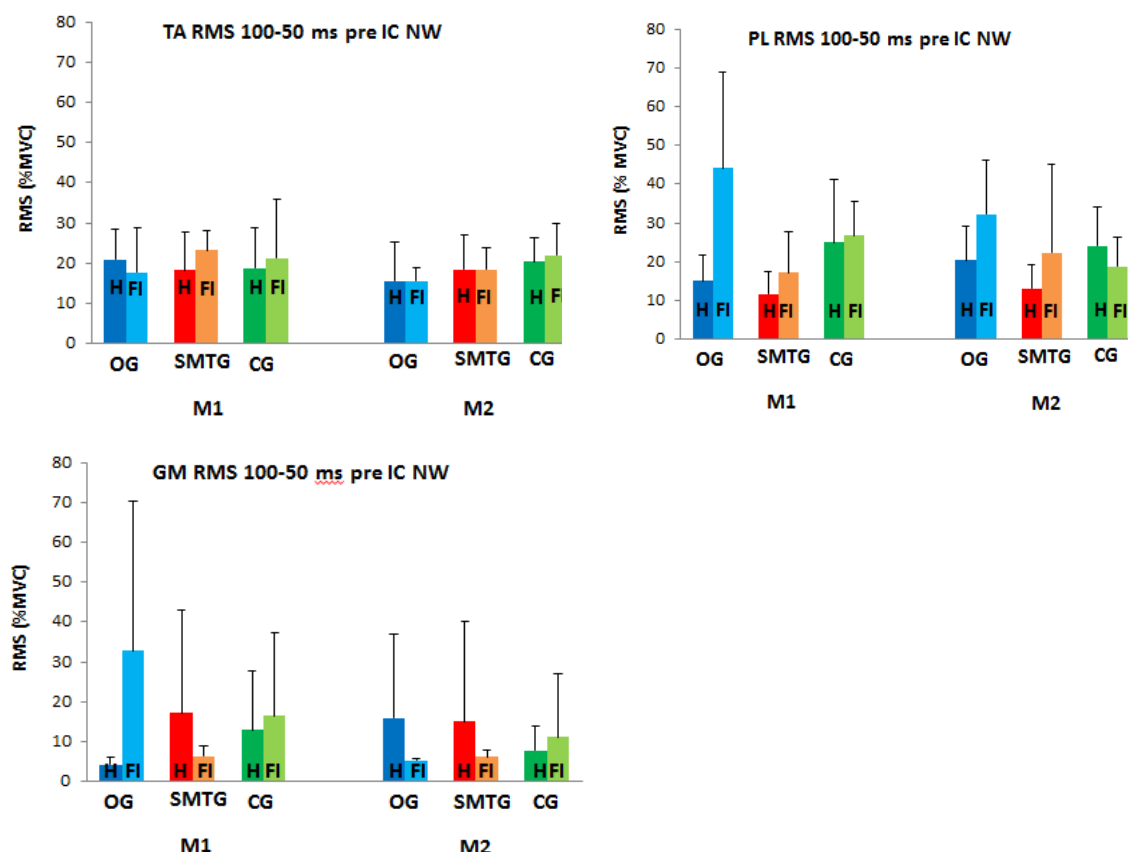 TA RMS 100-50 ms pre IC NW
RMS (%MVC)
80
70
60
50
40
30
20
10
0
H FI H FI H FI H FI H FI H FI
OG SMTG CG OG SMTG CG
M1 M2
PL RMS 100-50 ms pre IC NW
RMS (% MVC)
80
70
60
50
40
30
20
10
0
H FI H FI H FI H FI H FI H FI
OG SMTG CG OG SMTG CG
M1 M2
GM RMS 100-50 ms pre IC NW
RMS (%MVC)
80
70
60
50
40
30
20
10
0
H FI H FI H FI H FI H FI H FI
OG SMTG CG OG SMTG CG
M1 M2